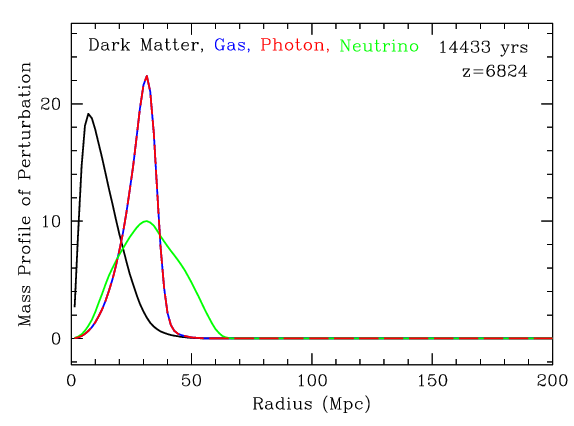 Dark Matter, Gas, Photon, Neutrino 14433 yrs
z=6824
Mass Profile of Perturbation
20
10
0
0 50 100 150 200
Radius (Mpc)